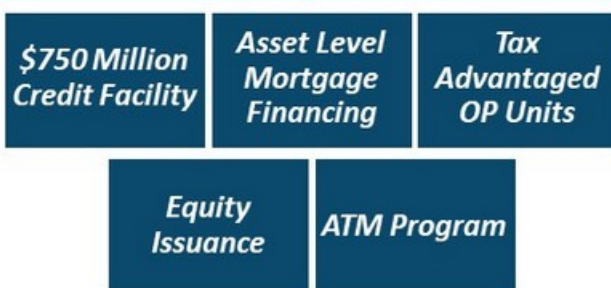 $750 Million
Credit Facility
Asset Level
Mortgage
Financing
Tax
Advantaged
OP Units
Equity
Issuance
ATM Program